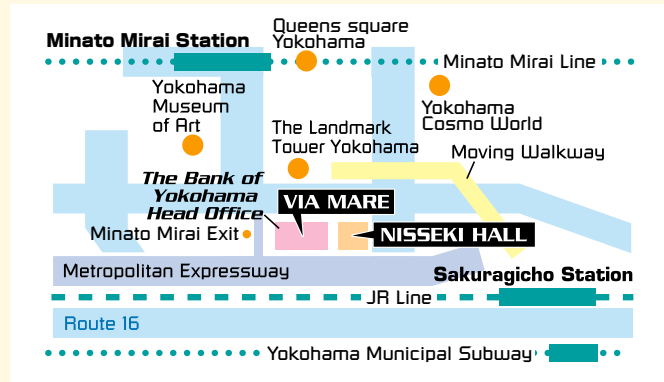 Queens square
Yokohama
Minato Mirai Station
Minato Mirai Line
Yokohama
Museum
of Art
Yokohama
Cosmo World
The Landmark
Tower Yokohama
Moving Walkway
The Bank of
Yokohama
Head Office
VIA MARE
Minato Mirai Exit
NISSEKI HALL
Metropolitan Expressway
Sakuragicho Station
JR Line
Route 16
Yokohama Municipal Subway